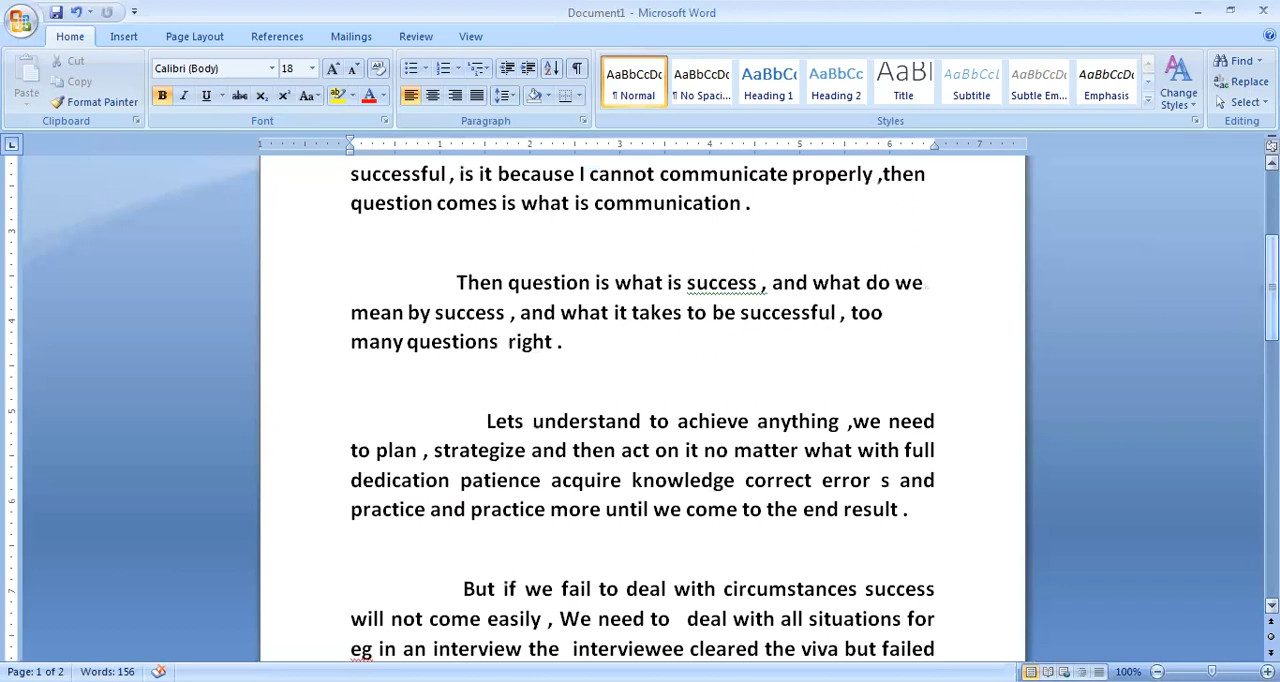 Document1 - Microsoft Word
Home Insert Page Layout References Mailings Review View
Paste Cut Copy Format Painter Clipboard
Calibri (Body) 18 Font
Paragraph
AaBbCcDc ¶ Normal AaBbCcDc ¶ No Spaci... AaBbC Heading 1 AaBbCc Heading 2 AaBl Title AaBbCcL Subtitle AaBbCcDc Subtle Em... AaBbCcDc Emphasis Change Styles Styles
Find Replace Select Editing
successful , is it because I cannot communicate properly ,then
question comes is what is communication .
Then question is what is success , and what do we
mean by success , and what it takes to be successful , too
many questions right .
Lets understand to achieve anything ,we need
to plan , strategize and then act on it no matter what with full
dedication patience acquire knowledge correct error s and
practice and practice more until we come to the end result .
But if we fail to deal with circumstances success
will not come easily , We need to deal with all situations for
eg in an interview the interviewee cleared the viva but failed
Page: 1 of 2 Words: 156 100%